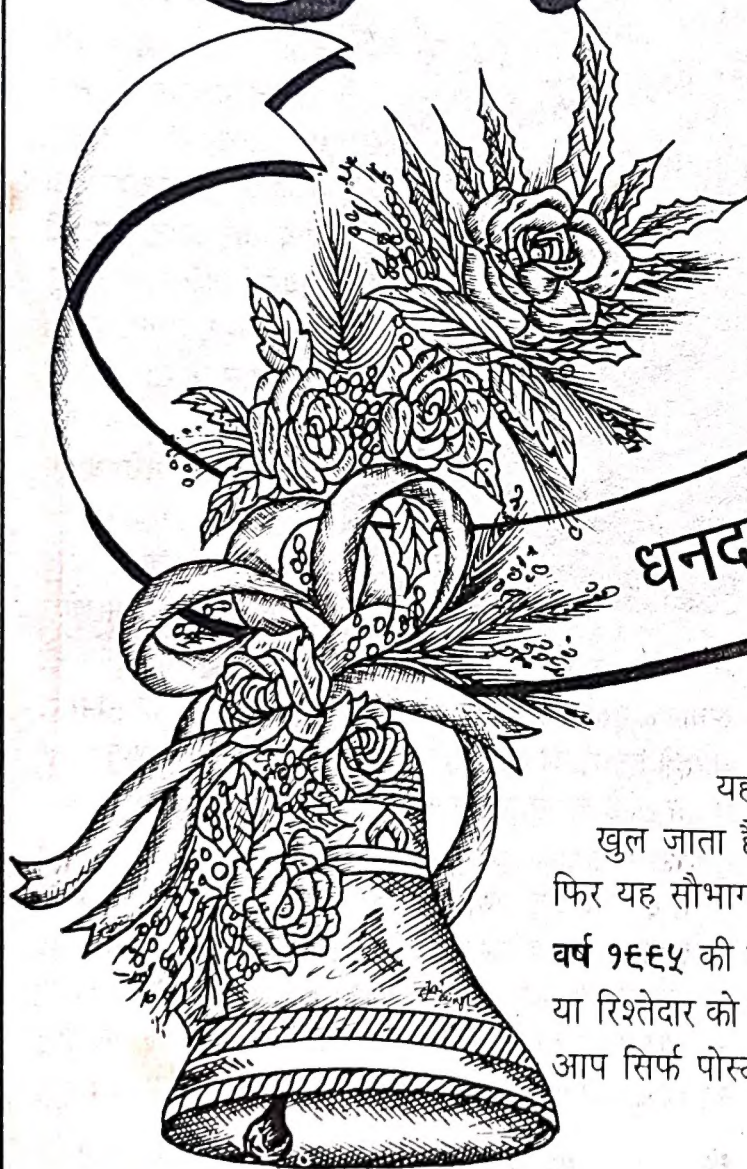 धनद
यह
खुल जाता है
फिर यह सौभाग
वर्ष १९९५ की
या रिश्तेदार को
आप सिर्फ पोस्ट